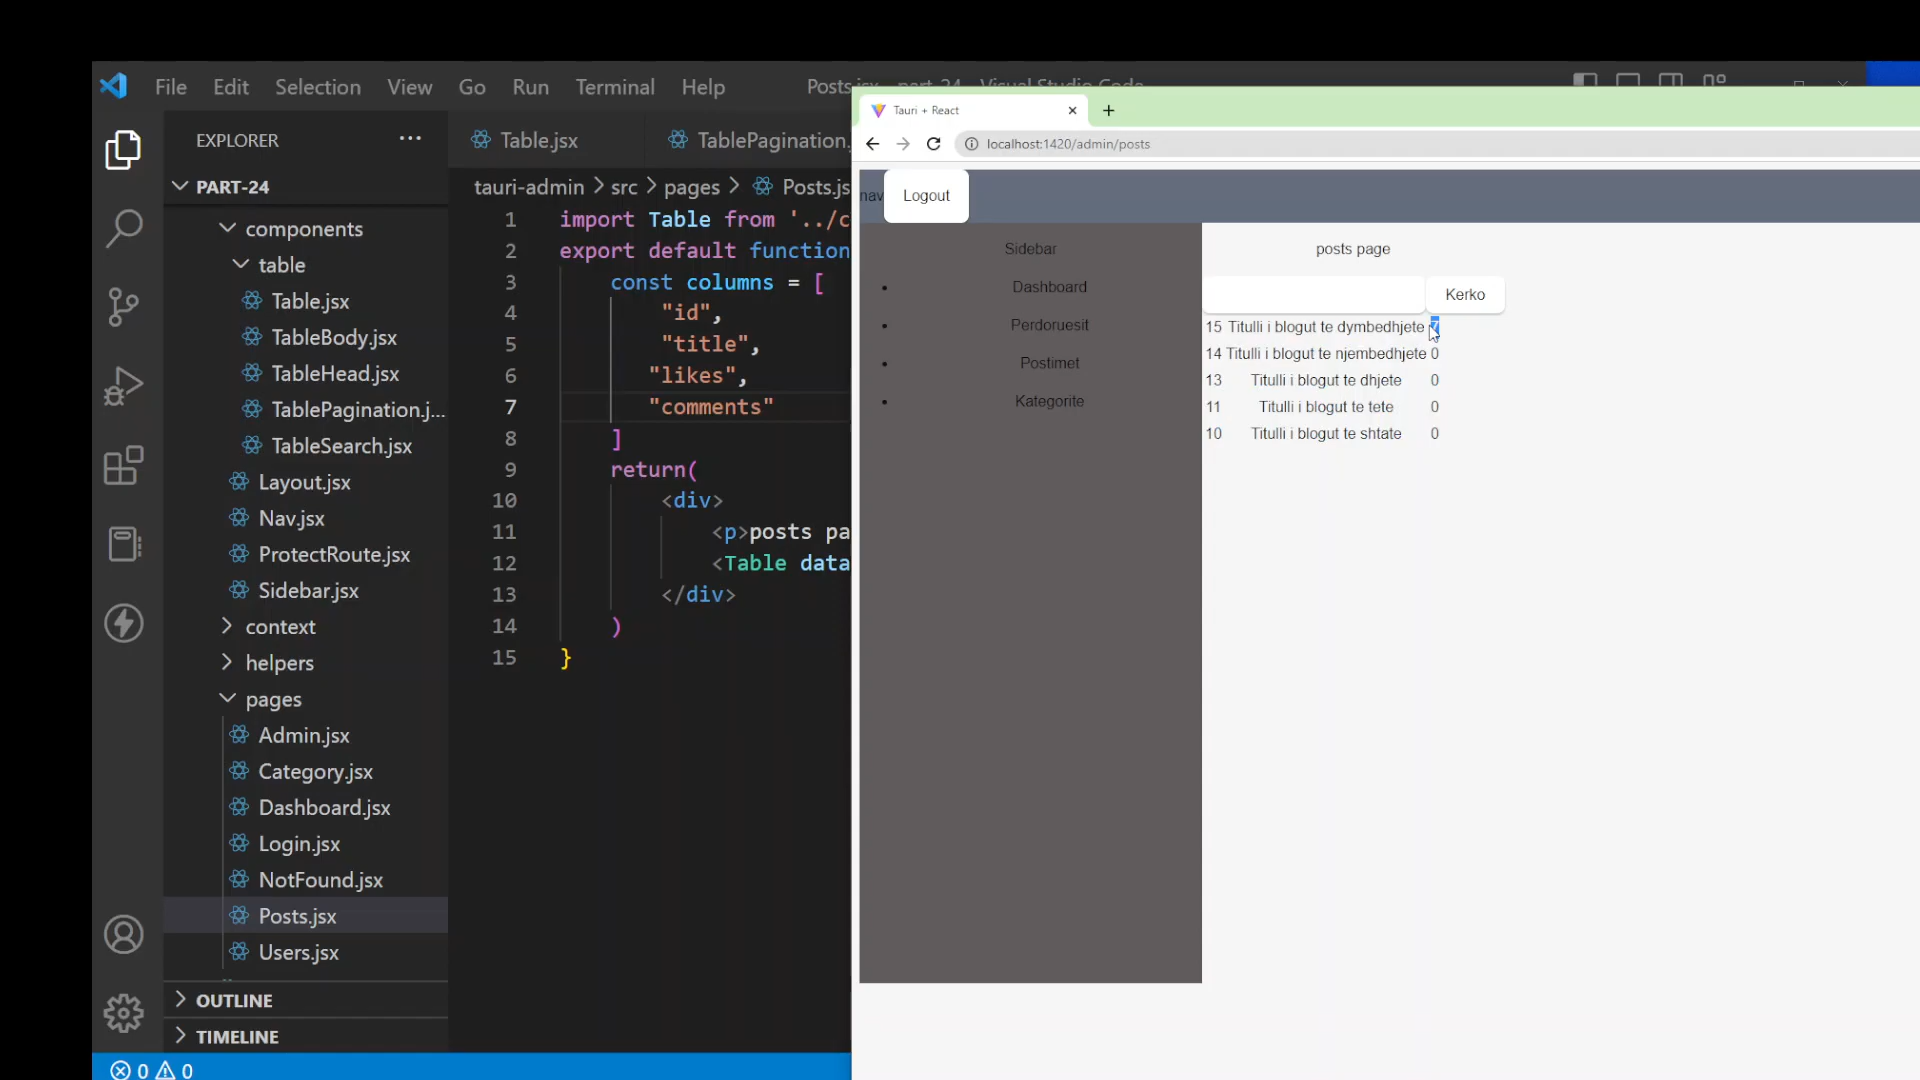 File Edit Selection View Go Run Terminal Help
EXPLORER
PART-24
components
table
Table.jsx
TableBody.jsx
TableHead.jsx
TablePagination.j...
TableSearch.jsx
Layout.jsx
Nav.jsx
ProtectRoute.jsx
Sidebar.jsx
context
helpers
pages
Admin.jsx
Category.jsx
Dashboard.jsx
Login.jsx
NotFound.jsx
Posts.jsx
Users.jsx
OUTLINE
TIMELINE
0 0
Table.jsx TablePagination.
tauri-admin > src > pages > Posts.js
1 import Table from '../c
2 export default function
3 const columns = [
4 "id",
5 "title",
6 "likes",
7 "comments"
8 ]
9 return(
10 <div>
11 <p>posts pa
12 <Table data
13 </div>
14 )
15 }
Tauri + React
localhost:1420/admin/posts
nav Logout
Sidebar
Dashboard
Perdoruesit
Postimet
Kategorite
posts page
Kerko
15 Titulli i blogut te dymbedhjete
14 Titulli i blogut te njembedhjete 0
13 Titulli i blogut te dhjete 0
11 Titulli i blogut te tete 0
10 Titulli i blogut te shtate 0